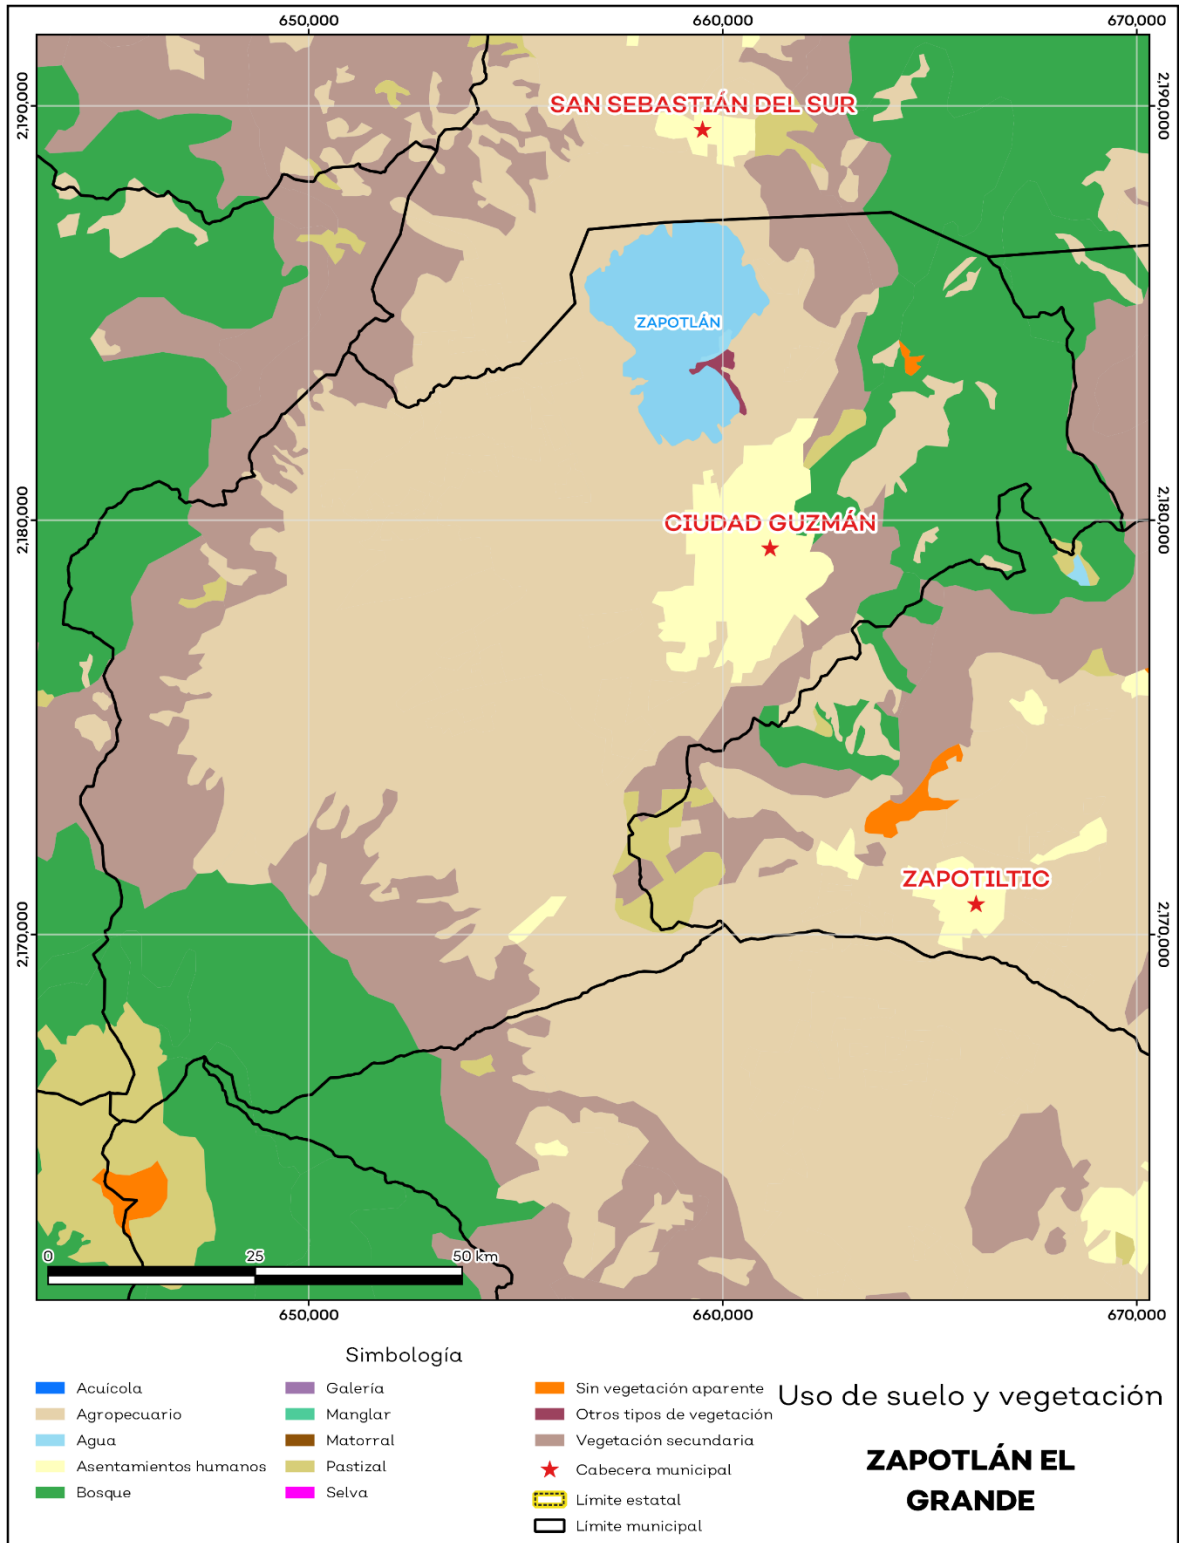 650,000
660,000
670,000
2,190,000
2,190,000
SAN SEBASTIÁN DEL SUR
ZAPOTLÁN
2,180,000
2,180,000
CIUDAD GUZMÁN
ZAPOTILTIC
2,170,000
2,170,000
0
25
50 km
650,000
660,000
670,000
Simbología
Acuícola
Agropecuario
Agua
Asentamientos humanos
Bosque
Galería
Manglar
Matorral
Pastizal
Selva
Sin vegetación aparente
Otros tipos de vegetación
Vegetación secundaria
Cabecera municipal
Límite estatal
Límite municipal
Uso de suelo y vegetación
ZAPOTLÁN EL
GRANDE